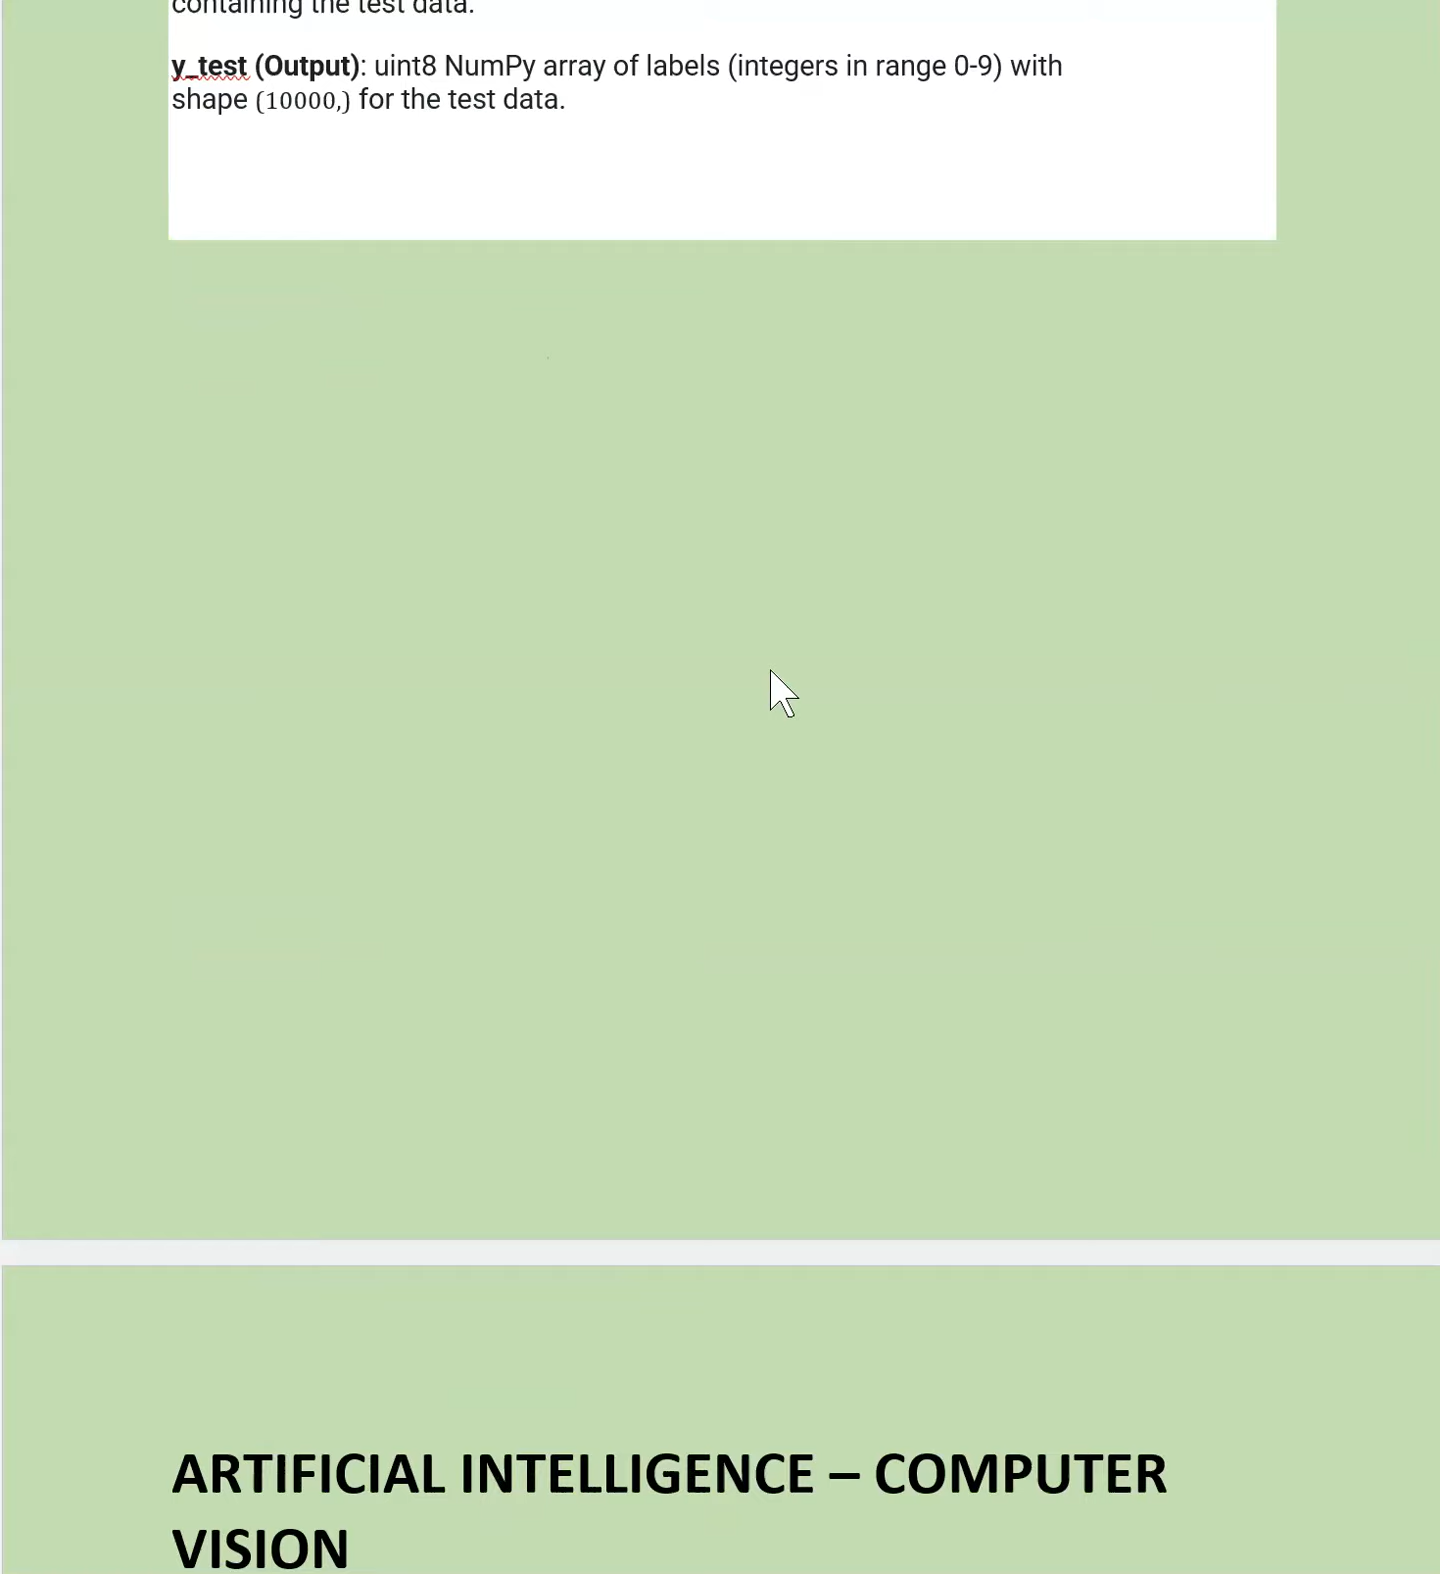 containing the test data.
y_test (Output): uint8 NumPy array of labels (integers in range 0-9) with
shape (10000,) for the test data.
ARTIFICIAL INTELLIGENCE – COMPUTER
VISION